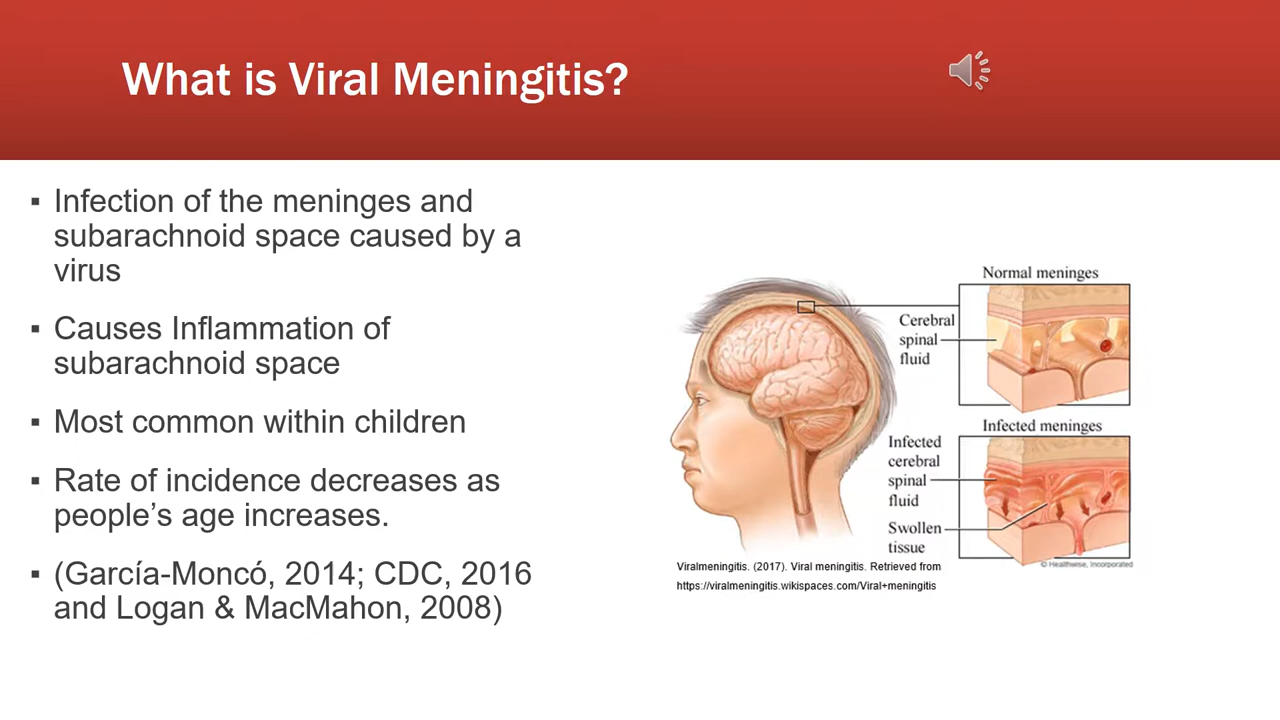 What is Viral Meningitis?
▪ Infection of the meninges and
subarachnoid space caused by a
virus
▪ Causes Inflammation of
subarachnoid space
▪ Most common within children
▪ Rate of incidence decreases as
people’s age increases.
▪ (García-Moncó, 2014; CDC, 2016
and Logan & MacMahon, 2008)
Normal meninges
Cerebral
spinal
fluid
Infected meninges
Infected
cerebral
spinal
fluid
Swollen
tissue
© Healthwise, Incorporated
Viralmeningitis. (2017). Viral meningitis. Retrieved from
https://viralmeningitis.wikispaces.com/Viral+meningitis